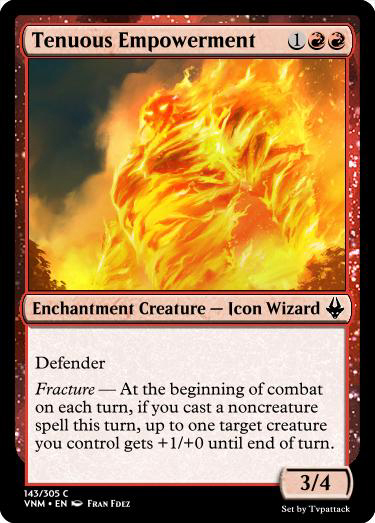 Tenuous Empowerment 1
Enchantment Creature — Icon Wizard
Defender
Fracture — At the beginning of combat
on each turn, if you cast a noncreature
spell this turn, up to one target creature
you control gets +1/+0 until end of turn.
3/4
143/305 C
VNM • EN Fran Fdez
Set by Tvpattack